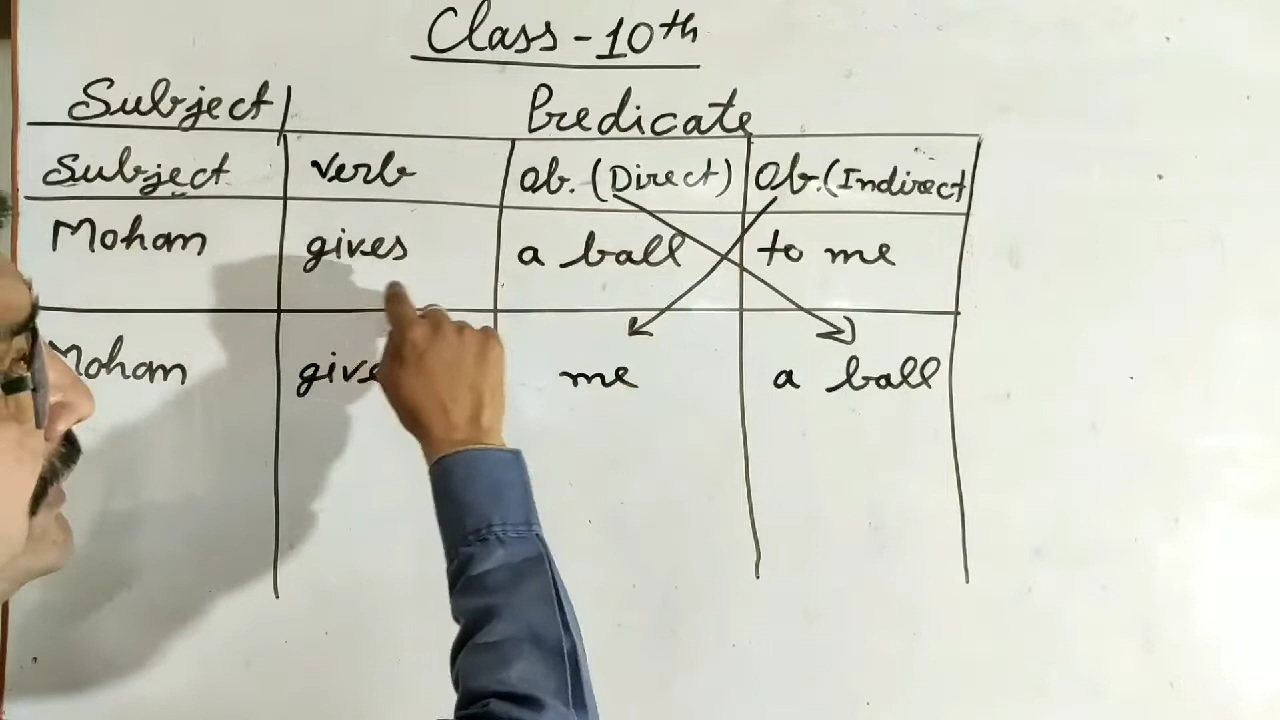 Class - 10th
Subject Predicate
Subject verb ob. (Direct) ob. (Indirect
Mohan gives a ball to me
Mohan give me a ball